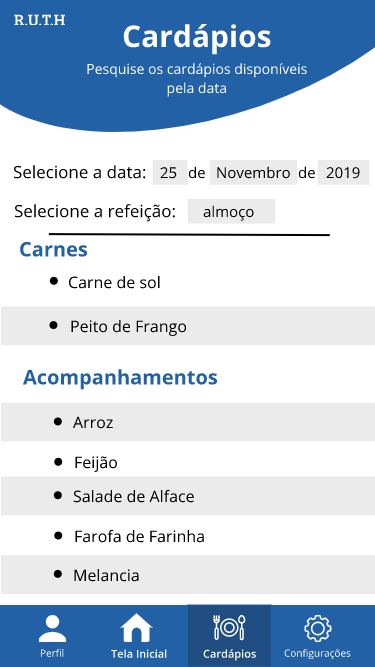 R.U.T.H
Cardápios
Pesquise os cardápios disponíveis
pela data
Selecione a data: 25 de Novembro de 2019
Selecione a refeição: almoço
Carnes
Carne de sol
Peito de Frango
Acompanhamentos
Arroz
Feijão
Salade de Alface
Farofa de Farinha
Melancia
Perfil Tela Inicial Cardápios Configurações